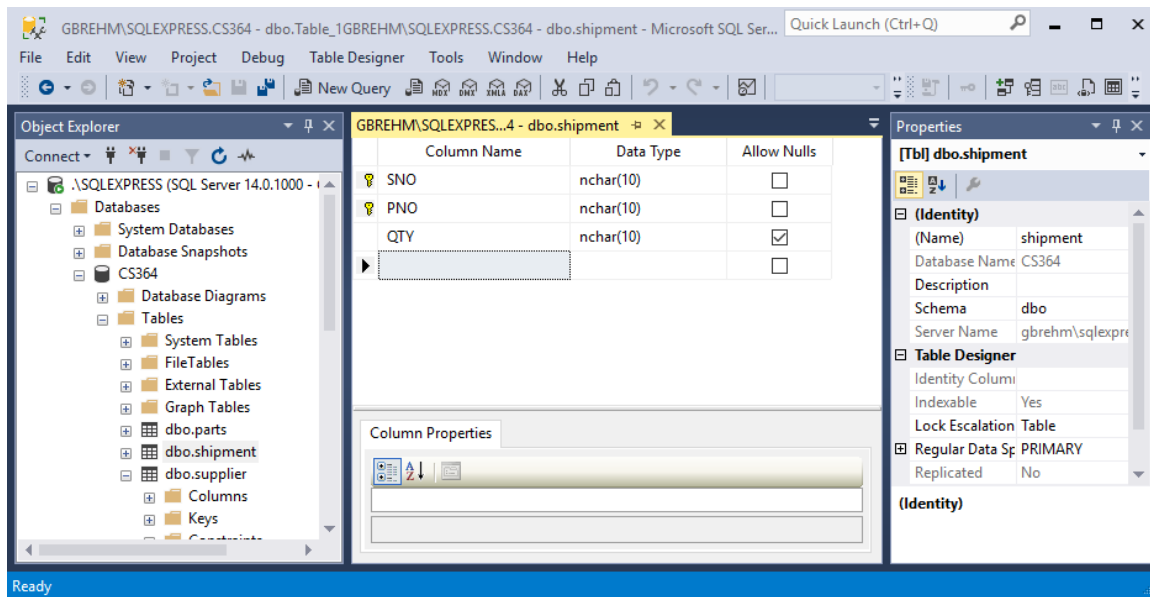 GBREHM\SQLEXPRESS.CS364 - dbo.Table_1GBREHM\SQLEXPRESS.CS364 - dbo.shipment - Microsoft SQL Ser...
Quick Launch (Ctrl+Q)
File Edit View Project Debug Table Designer Tools Window Help
New Query MDX DMX XMLA DAX
Object Explorer
Connect
.\SQLEXPRESS (SQL Server 14.0.1000 -
Databases
System Databases
Database Snapshots
CS364
Database Diagrams
Tables
System Tables
FileTables
External Tables
Graph Tables
dbo.parts
dbo.shipment
dbo.supplier
Columns
Keys
Constraints
GBREHM\SQLEXPRES...4 - dbo.shipment
Column Name Data Type Allow Nulls
SNO nchar(10)
PNO nchar(10)
QTY nchar(10)
Column Properties
Properties
[Tbl] dbo.shipment
(Identity)
(Name) shipment
Database Name CS364
Description
Schema dbo
Server Name gbrehm\sqlexpre
Table Designer
Identity Colum
Indexable Yes
Lock Escalation Table
Regular Data Sp PRIMARY
Replicated No
(Identity)
Ready